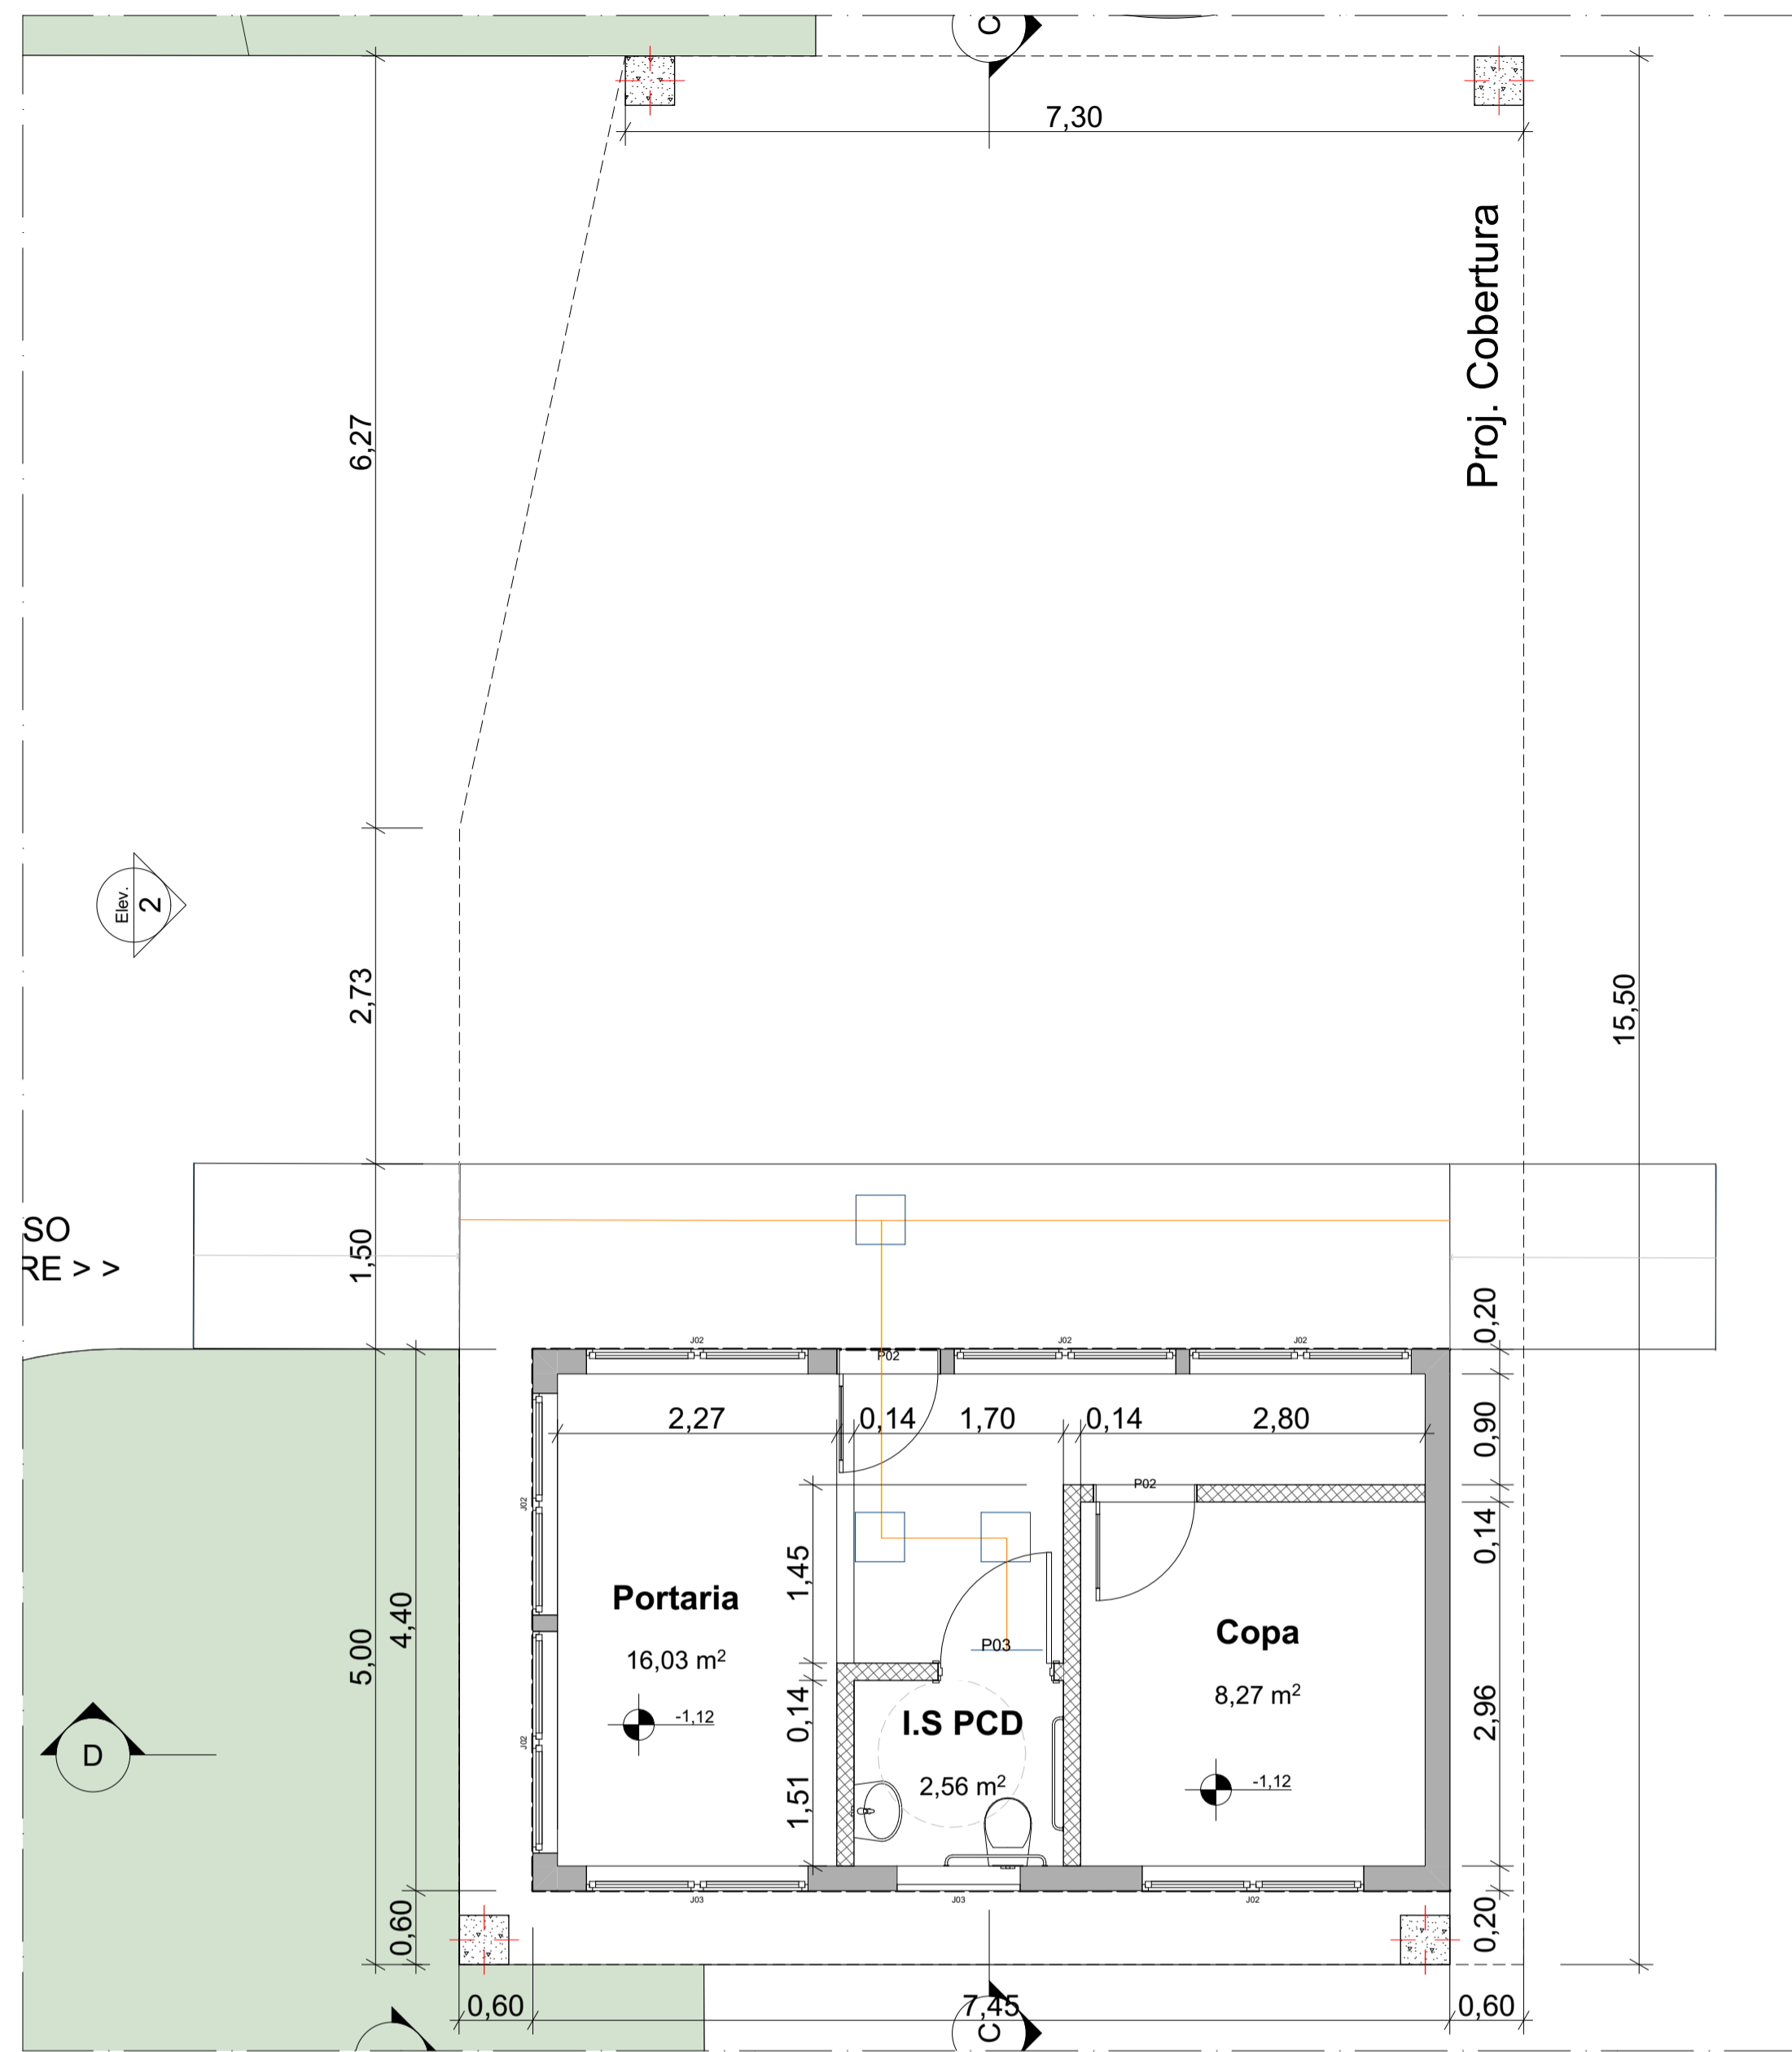 C
7,30
Proj. Cobertura
6,27
Elev.
2
2,73
15,50
SO
RE > >
1,50
0,20
J02
J02
J02
P02
2,27
0,14
1,70
0,14
2,80
0,90
P02
J02
0,14
1,45
Portaria
16,03 m²
-1,12
4,40
5,00
P03
Copa
8,27 m²
-1,12
2,96
0,14
I.S PCD
2,56 m²
J02
D
1,51
J03
J03
J02
0,60
0,20
0,60
7,45
0,60
C